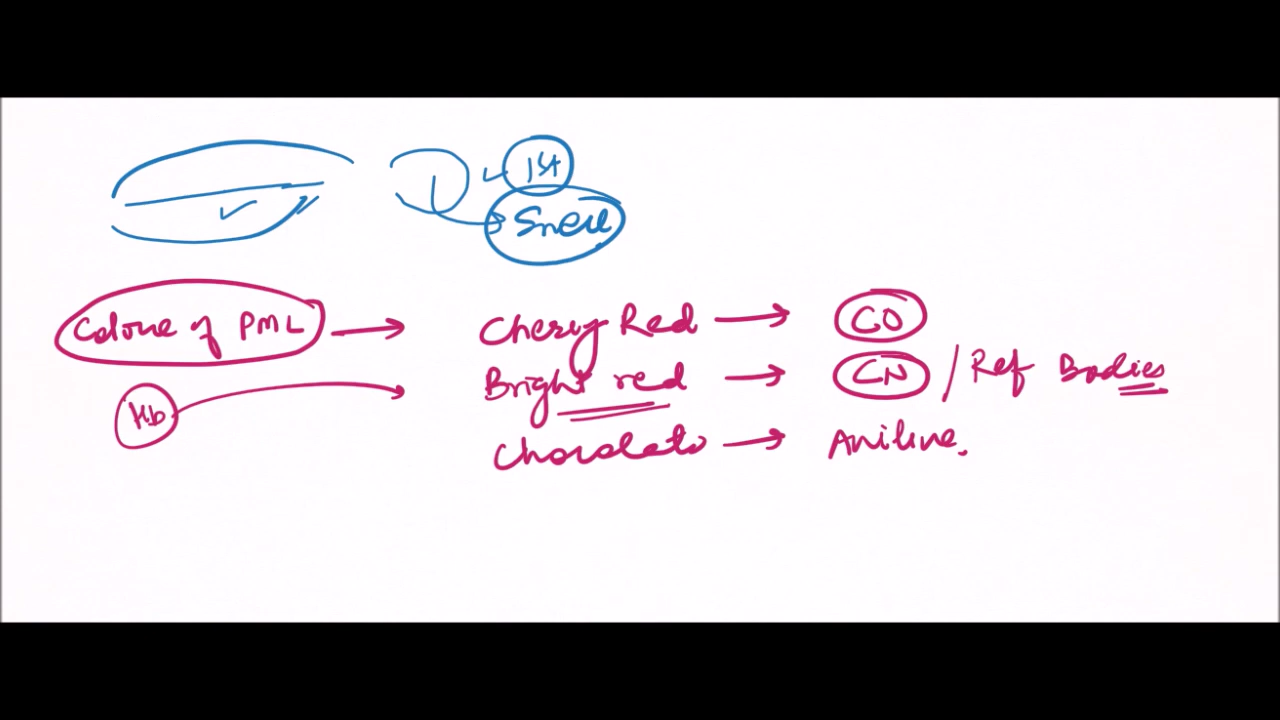 1st
Smell
Colour of PML → Cherry Red → CO
Hb → Bright red → CN / Ref Bodies
Chocolate → Aniline.